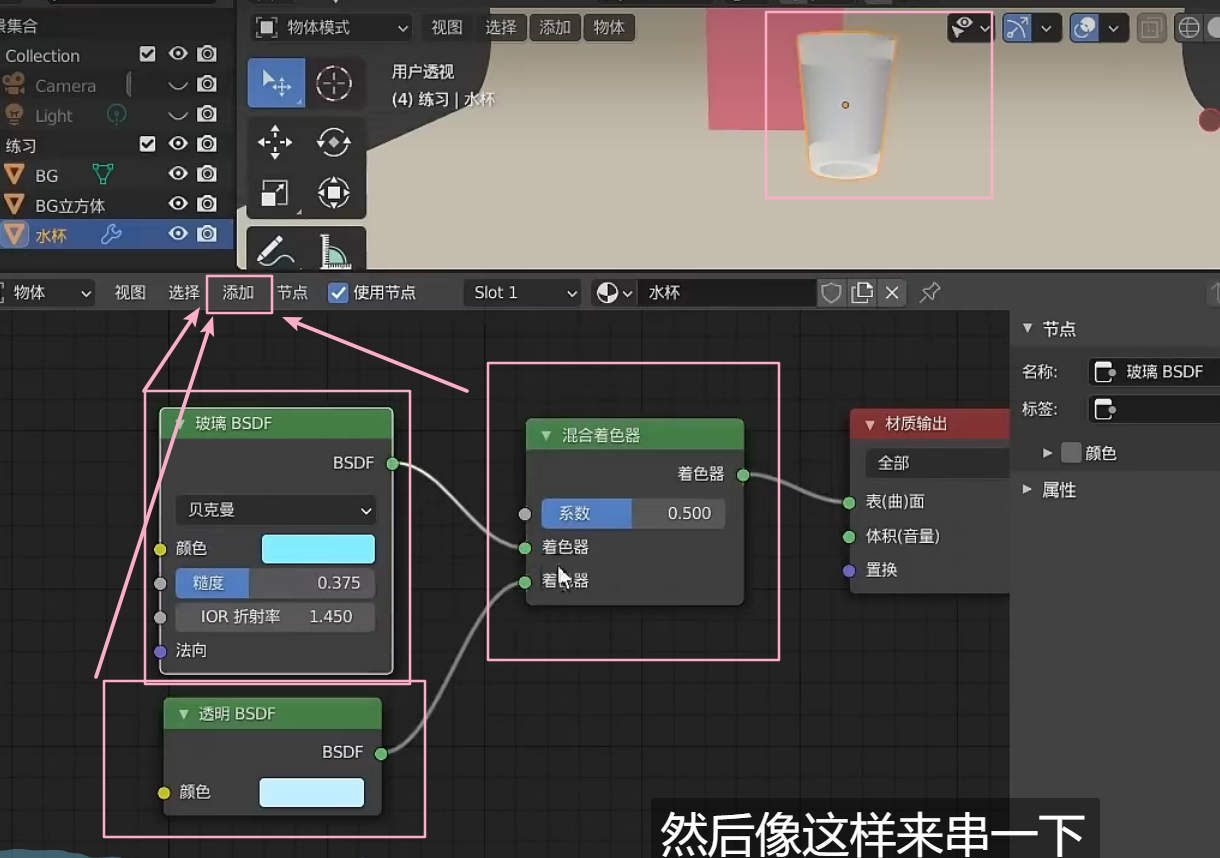 景集合
Collection
Camera
Light
练习
BG
BG立方体
水杯
物体模式
视图
选择
添加
物体
用户透视
(4) 练习 | 水杯
物体
视图
选择
添加
节点
使用节点
Slot 1
水杯
玻璃 BSDF
BSDF
贝克曼
颜色
糙度 0.375
IOR 折射率 1.450
法向
透明 BSDF
BSDF
颜色
混合着色器
着色器
系数 0.500
着色器
着色器
材质输出
全部
表(曲)面
体积(音量)
置换
节点
名称: 玻璃 BSDF
标签:
颜色
属性
然后像这样来串一下